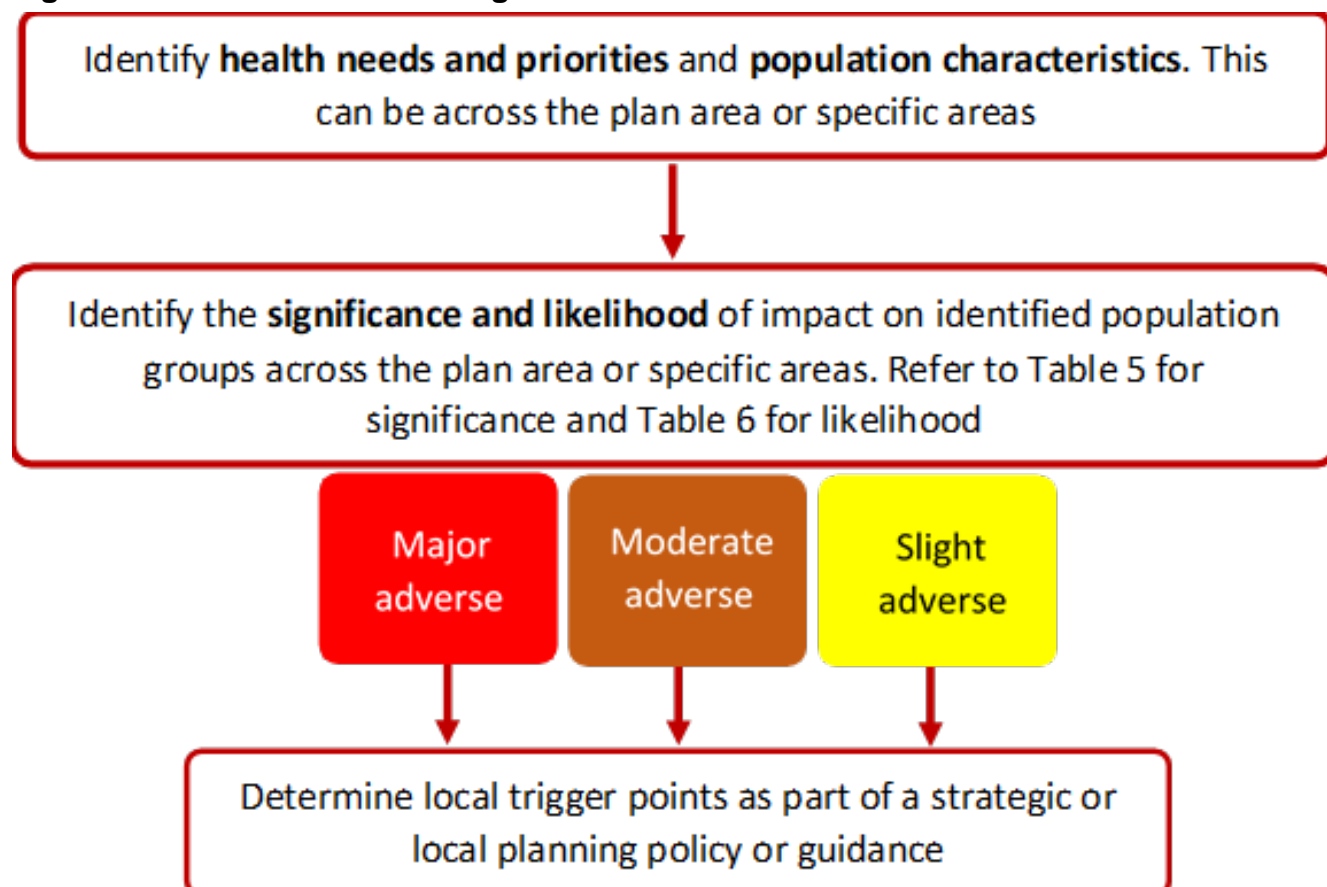 Identify health needs and priorities and population characteristics. This
can be across the plan area or specific areas
Identify the significance and likelihood of impact on identified population
groups across the plan area or specific areas. Refer to Table 5 for
significance and Table 6 for likelihood
Major
adverse
Moderate
adverse
Slight
adverse
Determine local trigger points as part of a strategic or
local planning policy or guidance